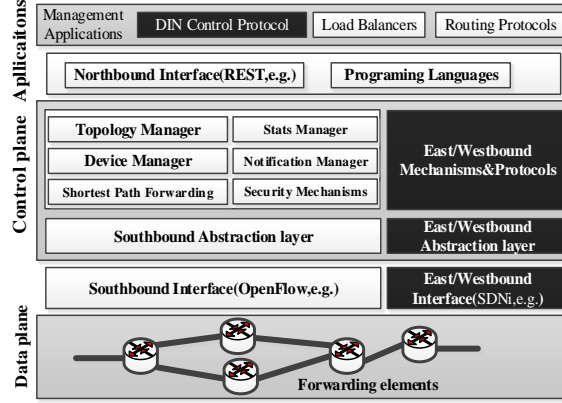 Apllicaitons
Management
Applications
DIN Control Protocol
Load Balancers
Routing Protocols
Northbound Interface(REST,e.g.)
Programing Languages
Control plane
Topology Manager
Stats Manager
Device Manager
Notification Manager
Shortest Path Forwarding
Security Mechanisms
East/Westbound
Mechanisms&Protocols
Southbound Abstraction layer
East/Westbound
Abstraction layer
Southbound Interface(OpenFlow,e.g.)
East/Westbound
Interface(SDNi,e.g.)
Data plane
Forwarding elements